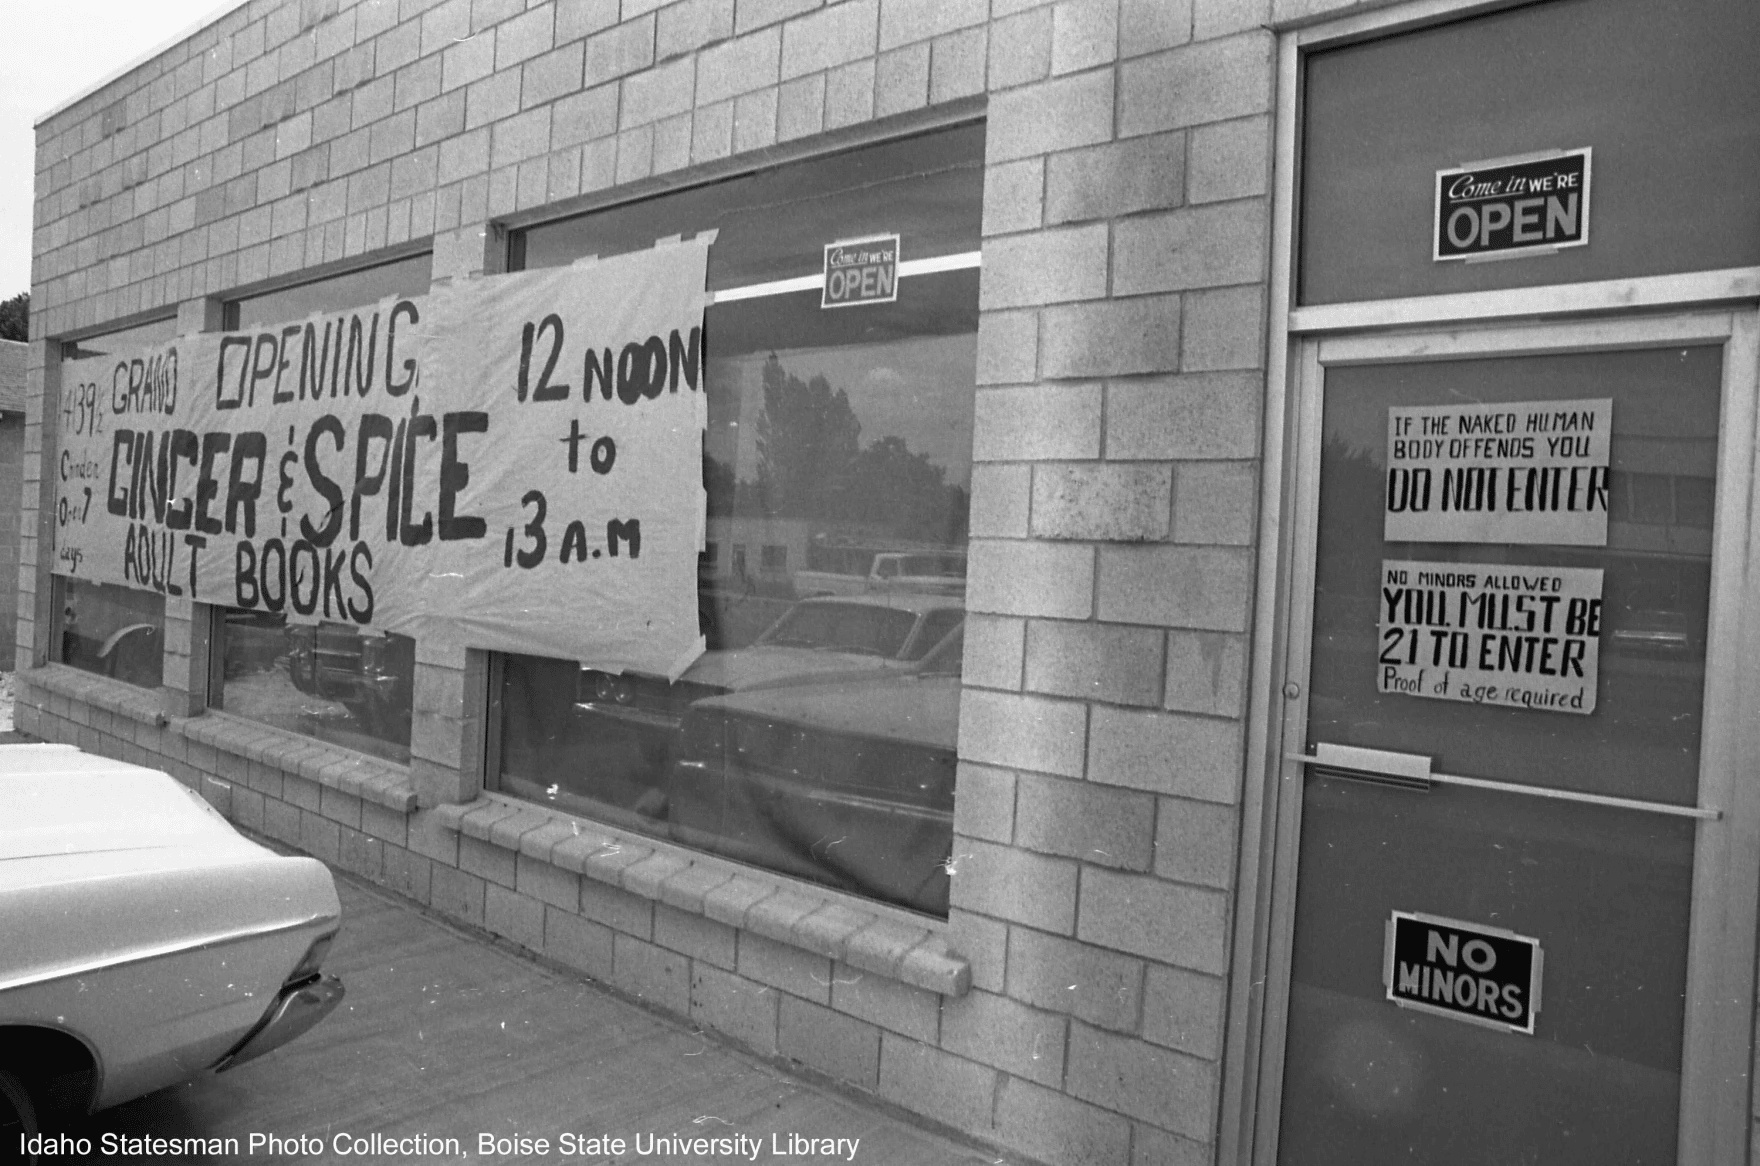 GRAND OPENING
GINGER & SPICE
ADULT BOOKS
4139½
Chinden
Open 7
days
12 NOON
to
3 A.M
Come in WE'RE
OPEN
Come in WE'RE
OPEN
IF THE NAKED HUMAN
BODY OFFENDS YOU
DO NOT ENTER
NO MINORS ALLOWED
YOU MUST BE
21 TO ENTER
Proof of age required
NO
MINORS
Idaho Statesman Photo Collection, Boise State University Library